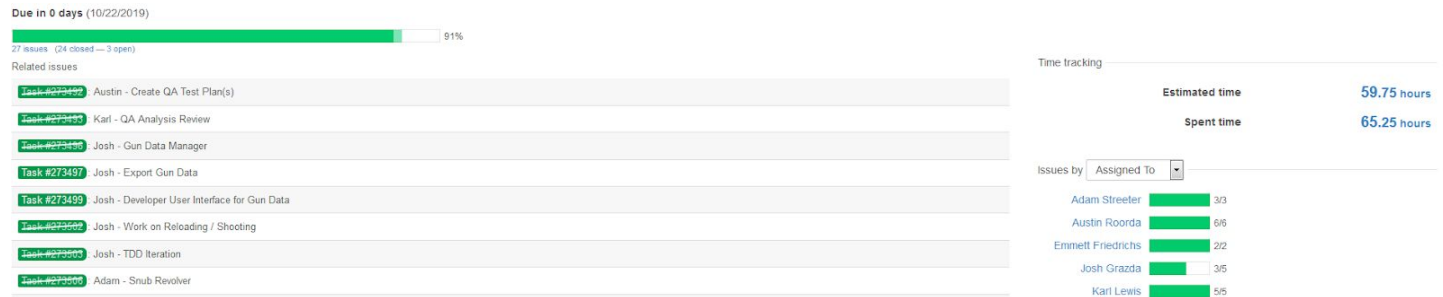 Due in 0 days (10/22/2019)
91%
27 issues (24 closed — 3 open)
Related issues
Task #273492: Austin - Create QA Test Plan(s)
Task #273493: Karl - QA Analysis Review
Task #273496: Josh - Gun Data Manager
Task #273497: Josh - Export Gun Data
Task #273499: Josh - Developer User Interface for Gun Data
Task #273502: Josh - Work on Reloading / Shooting
Task #273503: Josh - TDD Iteration
Task #273506: Adam - Snub Revolver
Time tracking
Estimated time 59.75 hours
Spent time 65.25 hours
Issues by Assigned To
Adam Streeter 3/3
Austin Roorda 6/6
Emmett Friedrichs 2/2
Josh Grazda 3/5
Karl Lewis 5/5